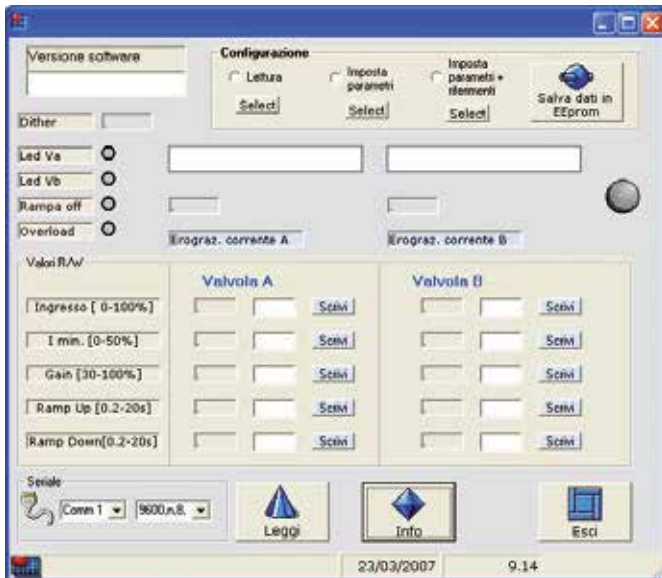 Versione software
Configurazione
Lettura
Imposta
parametri
Imposta
parametri +
riferimenti
Select
Select
Select
Salva dati in
EEprom
Dither
Led Va
Led Vb
Rampa off
Overload
Erograz. corrente A
Erograz. corrente B
Valori R/W
Valvola A
Valvola B
Ingresso [ 0-100%]
Scrivi
Scrivi
I min. [0-50%]
Scrivi
Scrivi
Gain [30-100%]
Scrivi
Scrivi
Ramp Up [0.2-20s]
Scrivi
Scrivi
Ramp Down[0.2-20s]
Scrivi
Scrivi
Seriale
Comm 1
9600,n,8,
Leggi
Info
Esci
23/03/2007
9.14